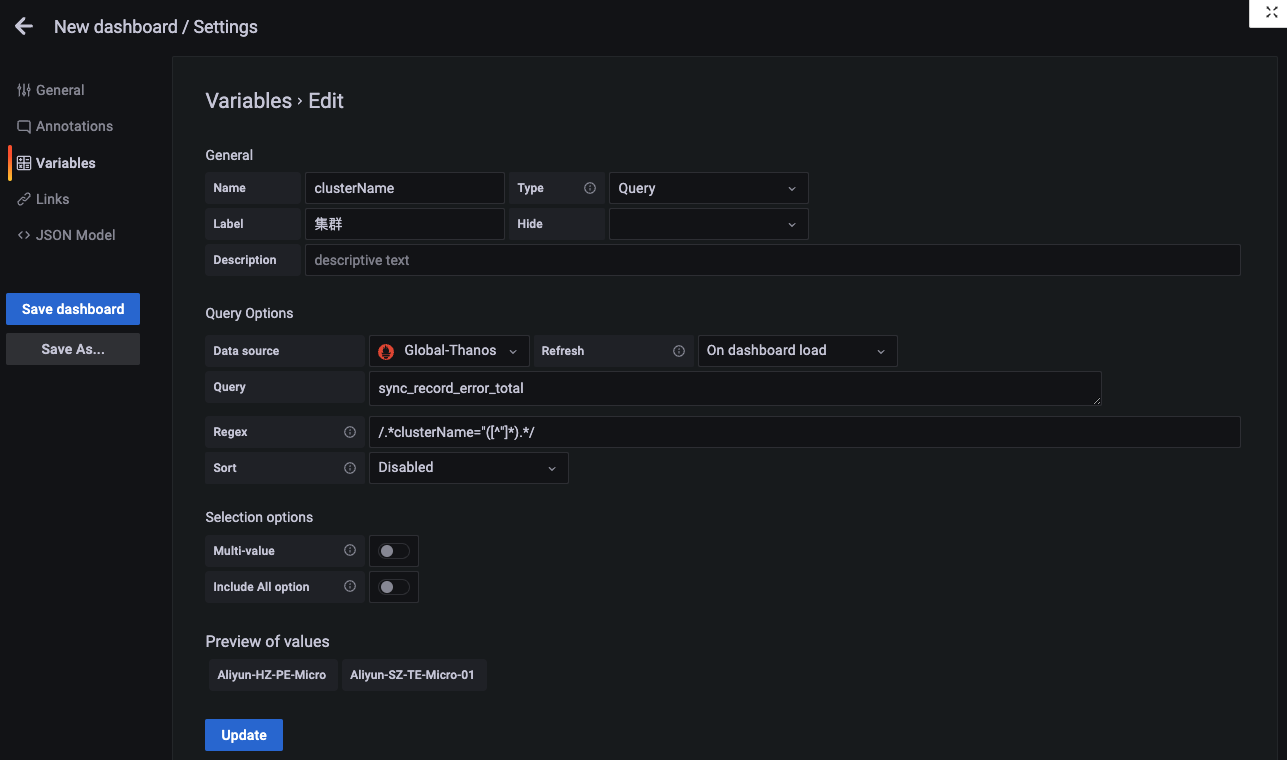 New dashboard / Settings
General
Annotations
Variables
Links
JSON Model
Save dashboard
Save As...
Variables › Edit
General
Name clusterName Type Query
Label 集群 Hide
Description descriptive text
Query Options
Data source Global-Thanos Refresh On dashboard load
Query sync_record_error_total
Regex /.*clusterName="([^"]*).*/
Sort Disabled
Selection options
Multi-value
Include All option
Preview of values
Aliyun-HZ-PE-Micro Aliyun-SZ-TE-Micro-01
Update